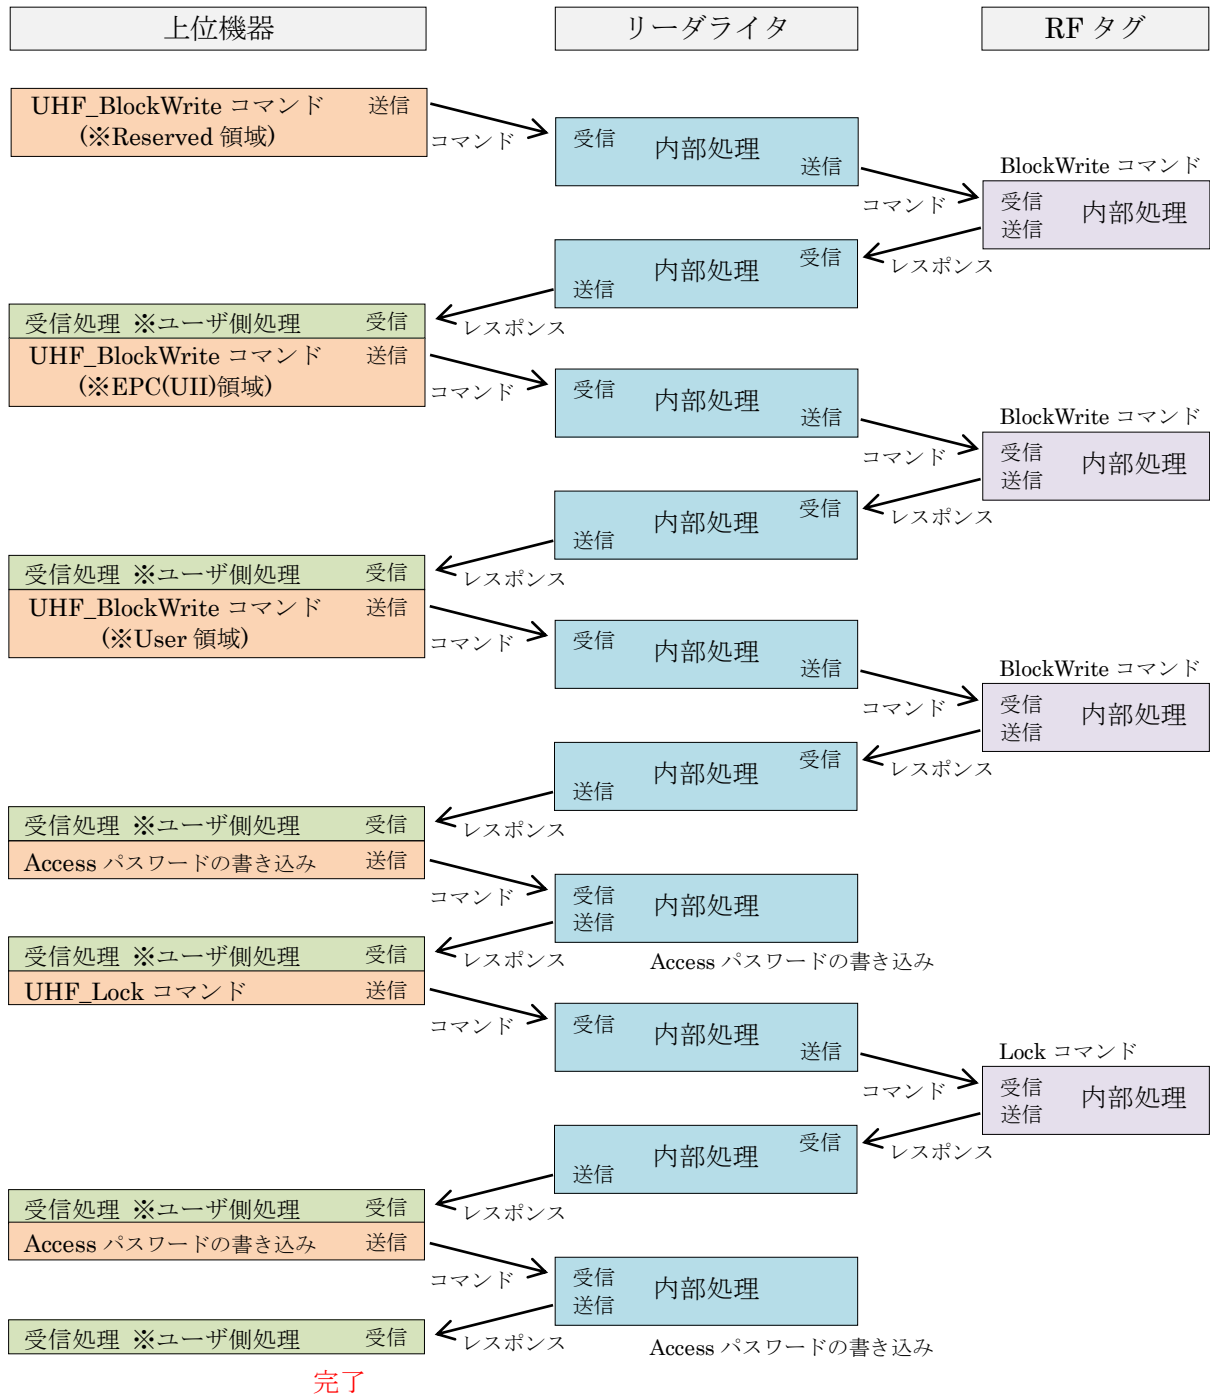 上位機器
リーダライタ
RF タグ
UHF_BlockWrite コマンド 送信
(※Reserved 領域)
コマンド
受信
内部処理
送信
コマンド
BlockWrite コマンド
受信
内部処理
送信
レスポンス
受信
内部処理
送信
レスポンス
受信処理 ※ユーザ側処理 受信
UHF_BlockWrite コマンド 送信
(※EPC(UII)領域)
コマンド
受信
内部処理
送信
コマンド
BlockWrite コマンド
受信
内部処理
送信
レスポンス
受信
内部処理
送信
レスポンス
受信処理 ※ユーザ側処理 受信
UHF_BlockWrite コマンド 送信
(※User 領域)
コマンド
受信
内部処理
送信
コマンド
BlockWrite コマンド
受信
内部処理
送信
レスポンス
受信
内部処理
送信
レスポンス
受信処理 ※ユーザ側処理 受信
Access パスワードの書き込み 送信
コマンド
受信
内部処理
送信
レスポンス
Access パスワードの書き込み
受信処理 ※ユーザ側処理 受信
UHF_Lock コマンド 送信
コマンド
受信
内部処理
送信
コマンド
Lock コマンド
受信
内部処理
送信
レスポンス
受信
内部処理
送信
レスポンス
受信処理 ※ユーザ側処理 受信
Access パスワードの書き込み 送信
コマンド
受信
内部処理
送信
レスポンス
Access パスワードの書き込み
受信処理 ※ユーザ側処理 受信
完了